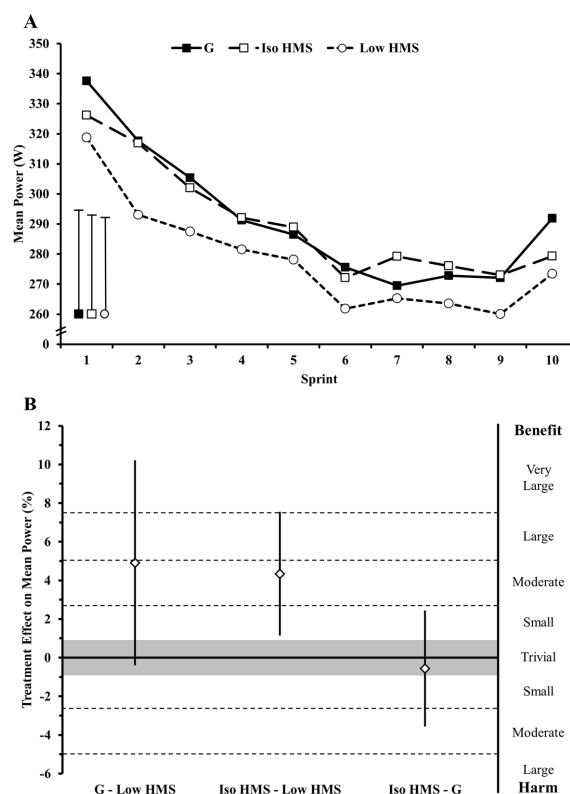 A
G Iso HMS Low HMS
350
340
330
320
310
300
290
280
270
260
0
Mean Power (W)
1 2 3 4 5 6 7 8 9 10
Sprint
B
12
10
8
6
4
2
0
-2
-4
-6
Treatment Effect on Mean Power (%)
Benefit
Very
Large
Large
Moderate
Small
Trivial
Small
Moderate
Large
Harm
G - Low HMS Iso HMS - Low HMS Iso HMS - G